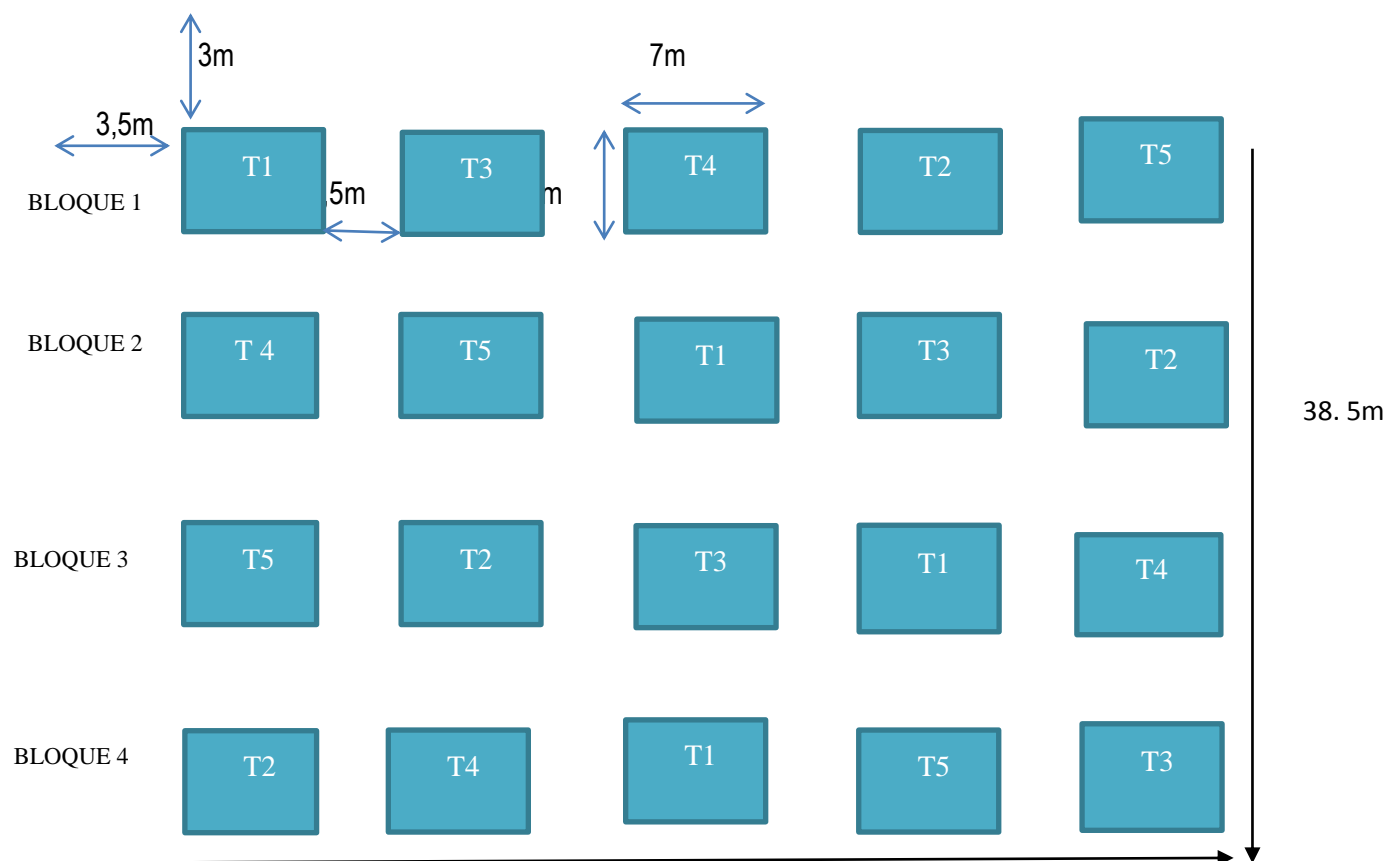 3m
7m
3,5m
T1 T3 T4 T2 T5
BLOQUE 1
,5m m
BLOQUE 2
T 4 T5 T1 T3 T2
38. 5m
BLOQUE 3
T5 T2 T3 T1 T4
BLOQUE 4
T2 T4 T1 T5 T3